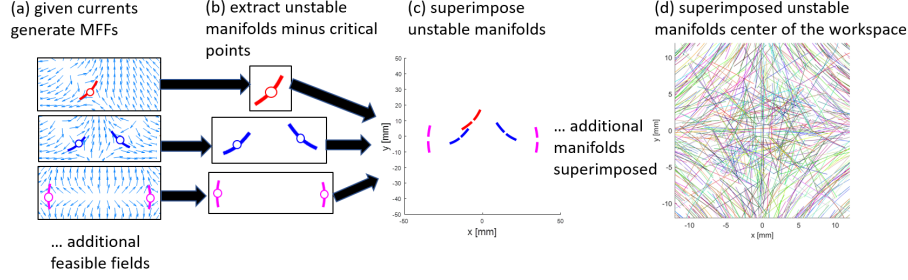 (a) given currents
generate MFFs
(b) extract unstable
manifolds minus critical
points
(c) superimpose
unstable manifolds
(d) superimposed unstable
manifolds center of the workspace
... additional
feasible fields
50
40
30
20
10
0
-10
-20
-30
-40
-50
y [mm]
-50
0
50
x [mm]
... additional
manifolds
superimposed
10
5
0
-5
-10
y [mm]
-10
-5
0
5
10
x [mm]